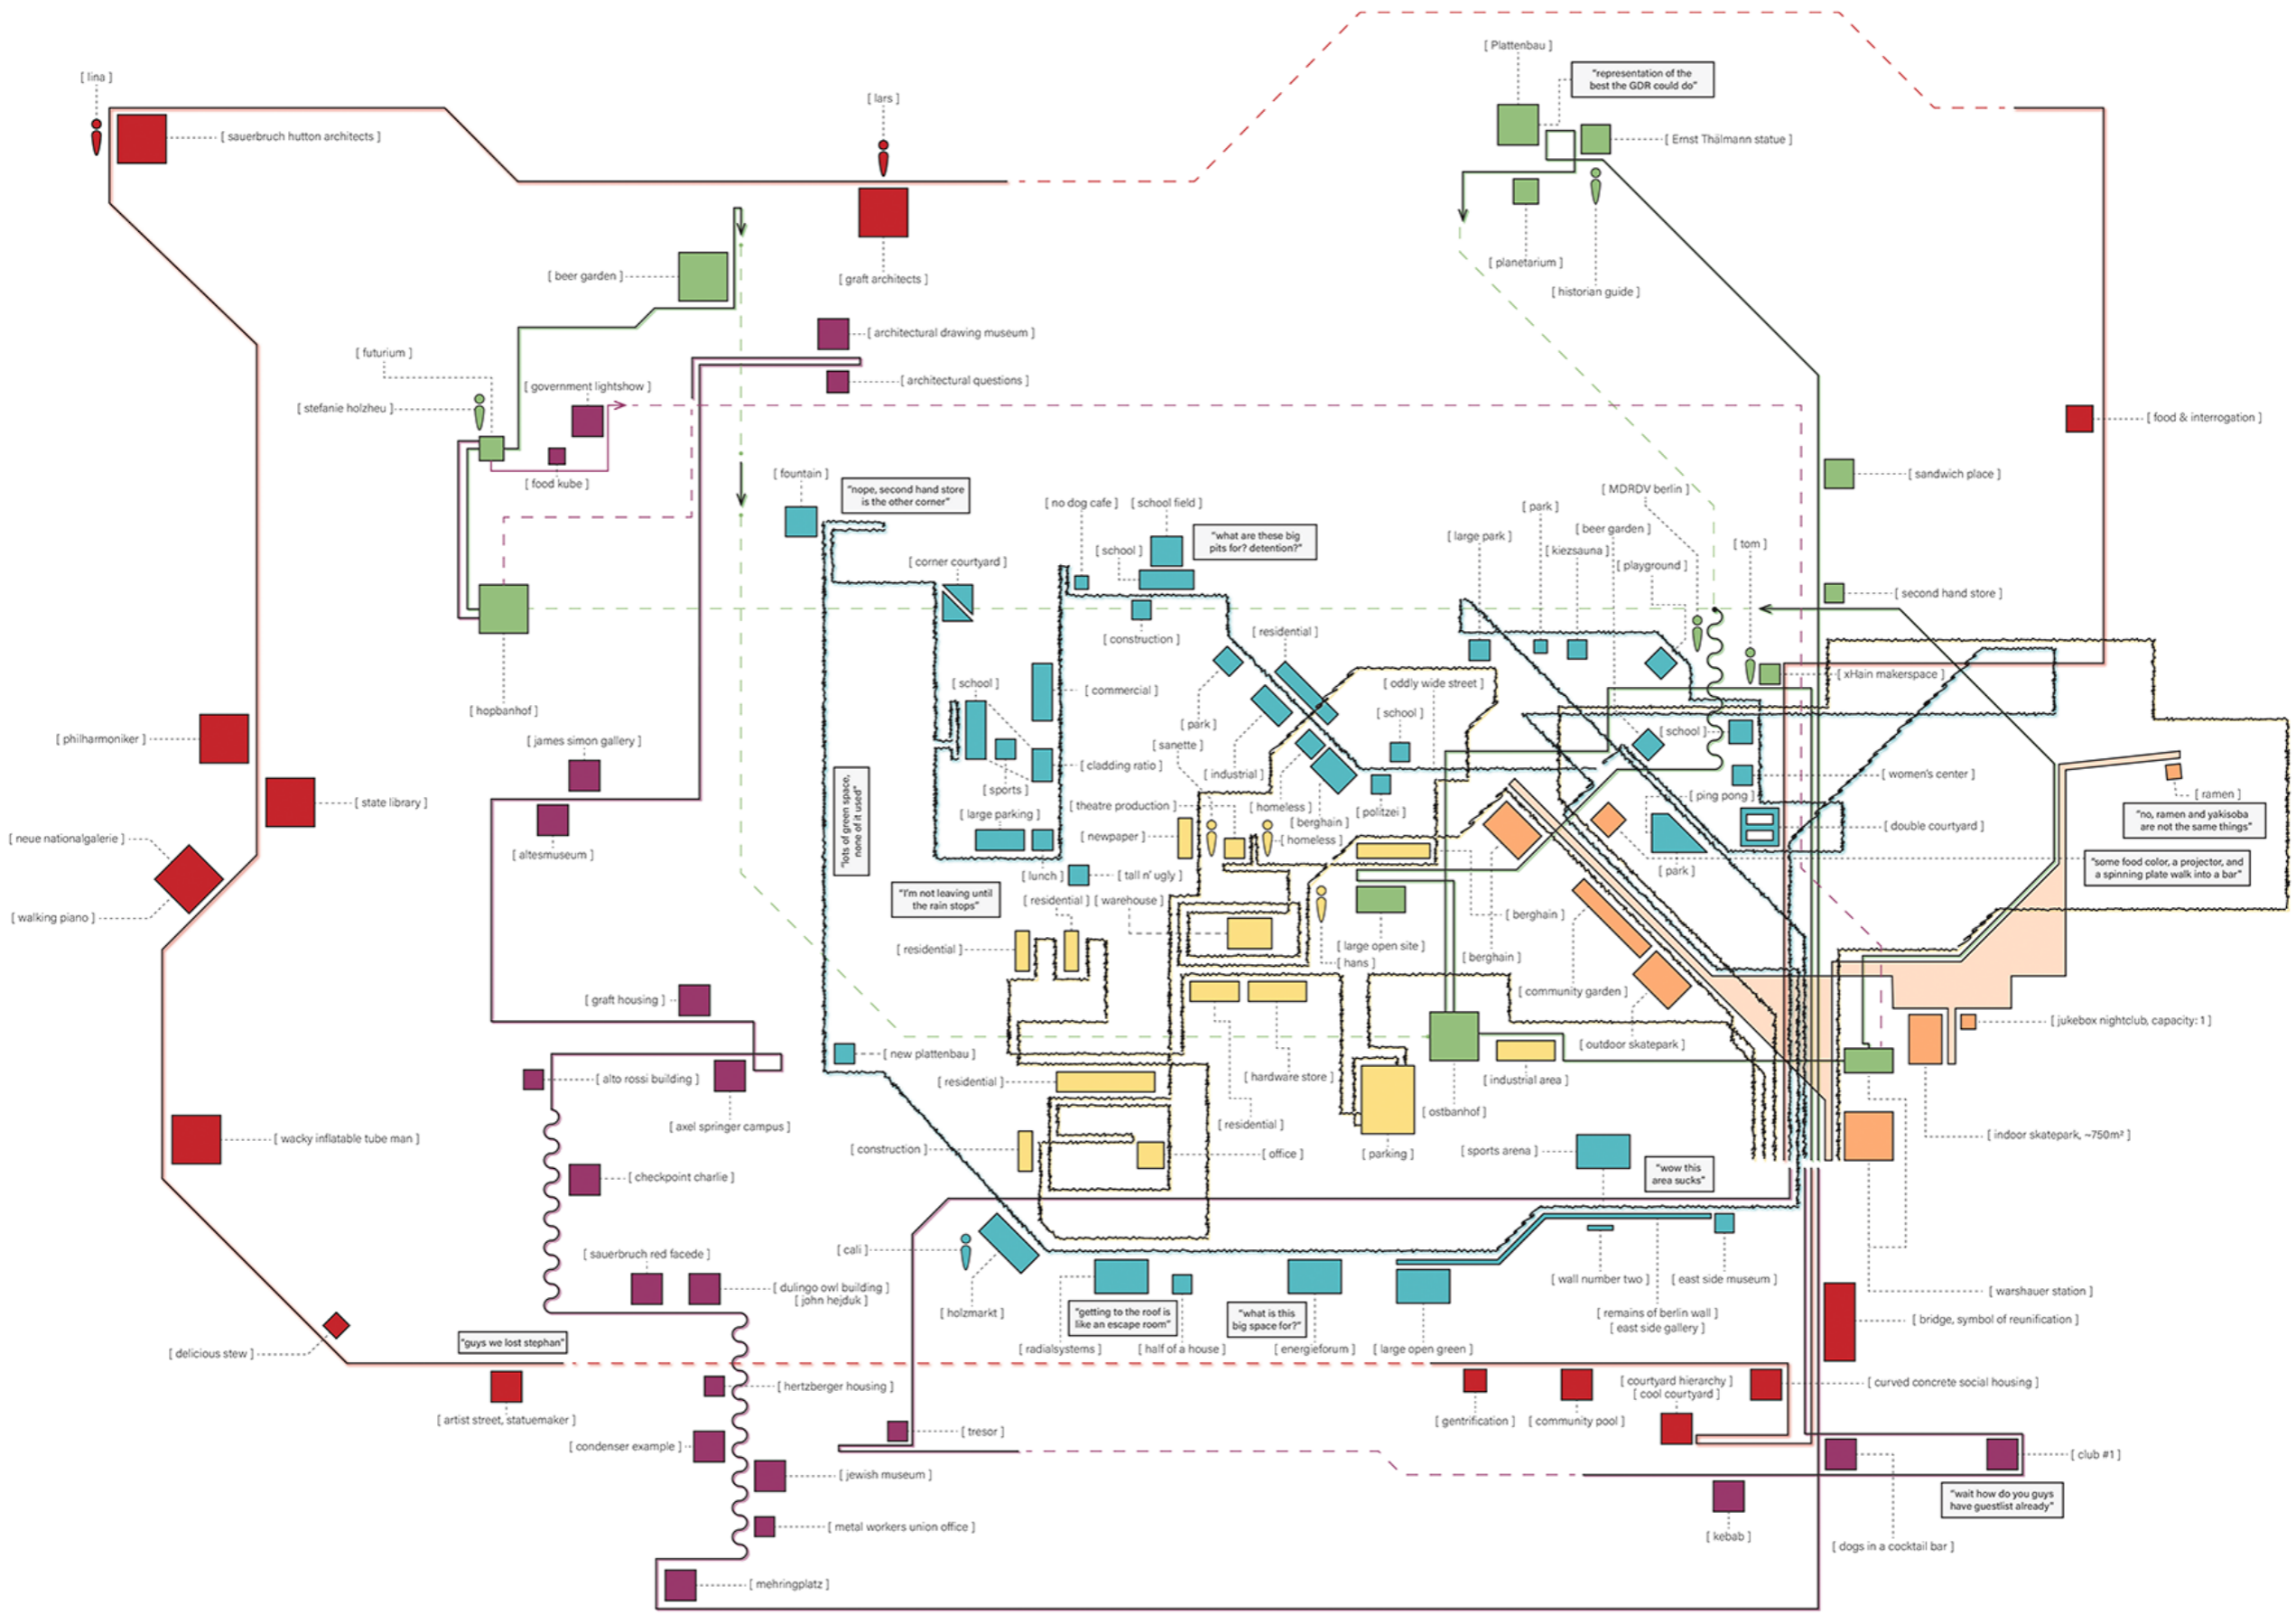 [ Plattenbau ]
"representation of the
best the GDR could do"
[ lina ]
[ lars ]
[ sauerbruch hutton architects ]
[ Ernst Thälmann statue ]
[ planetarium ]
[ historian guide ]
[ beer garden ]
[ graft architects ]
[ architectural drawing museum ]
[ futurium ]
[ government lightshow ]
[ architectural questions ]
[ stefanie holzheu ]
[ food & interrogation ]
[ food kube ]
[ fountain ]
"nope, second hand store
is the other corner"
[ sandwich place ]
[ MDRDV berlin ]
[ no dog cafe ]
[ school field ]
[ park ]
[ beer garden ]
[ large park ]
"what are these big
pits for? detention?"
[ school ]
[ kiezsauna ]
[ tom ]
[ corner courtyard ]
[ playground ]
[ second hand store ]
[ construction ]
[ residential ]
[ xHain makerspace ]
[ school ]
[ commercial ]
[ oddly wide street ]
[ hopbanhof ]
[ park ]
[ school ]
[ school ]
[ philharmoniker ]
[ james simon gallery ]
[ sanette ]
[ cladding ratio ]
[ industrial ]
[ women's center ]
[ sports ]
[ ping pong ]
[ ramen ]
[ state library ]
[ theatre production ]
[ homeless ]
[ politzei ]
[ large parking ]
[ berghain ]
"no, ramen and yakisoba
are not the same things"
[ neue nationalgalerie ]
[ newpaper ]
[ homeless ]
[ double courtyard ]
"lots of green space,
none of it used"
[ altesmuseum ]
[ lunch ]
[ tall n' ugly ]
[ park ]
"some food color, a projector, and
a spinning plate walk into a bar"
"I'm not leaving until
the rain stops"
[ residential ]
[ warehouse ]
[ walking piano ]
[ berghain ]
[ residential ]
[ large open site ]
[ hans ]
[ berghain ]
[ graft housing ]
[ community garden ]
[ jukebox nightclub, capacity: 1 ]
[ new plattenbau ]
[ outdoor skatepark ]
[ alto rossi building ]
[ residential ]
[ hardware store ]
[ industrial area ]
[ axel springer campus ]
[ residential ]
[ ostbanhof ]
[ wacky inflatable tube man ]
[ indoor skatepark, ~750m² ]
[ construction ]
[ office ]
[ parking ]
[ sports arena ]
[ checkpoint charlie ]
"wow this
area sucks"
[ sauerbruch red facede ]
[ cali ]
[ wall number two ]
[ east side museum ]
[ dulingo owl building ]
[ john hejduk ]
[ warshauer station ]
[ holzmarkt ]
"getting to the roof is
like an escape room"
"what is this
big space for?"
[ remains of berlin wall ]
[ east side gallery ]
[ bridge, symbol of reunification ]
"guys we lost stephan"
[ delicious stew ]
[ radialsystems ]
[ half of a house ]
[ energieforum ]
[ large open green ]
[ hertzberger housing ]
[ courtyard hierarchy ]
[ cool courtyard ]
[ curved concrete social housing ]
[ artist street, statuemaker ]
[ gentrification ]
[ community pool ]
[ tresor ]
[ condenser example ]
[ club #1 ]
[ jewish museum ]
"wait how do you guys
have guestlist already"
[ metal workers union office ]
[ kebab ]
[ dogs in a cocktail bar ]
[ mehringplatz ]